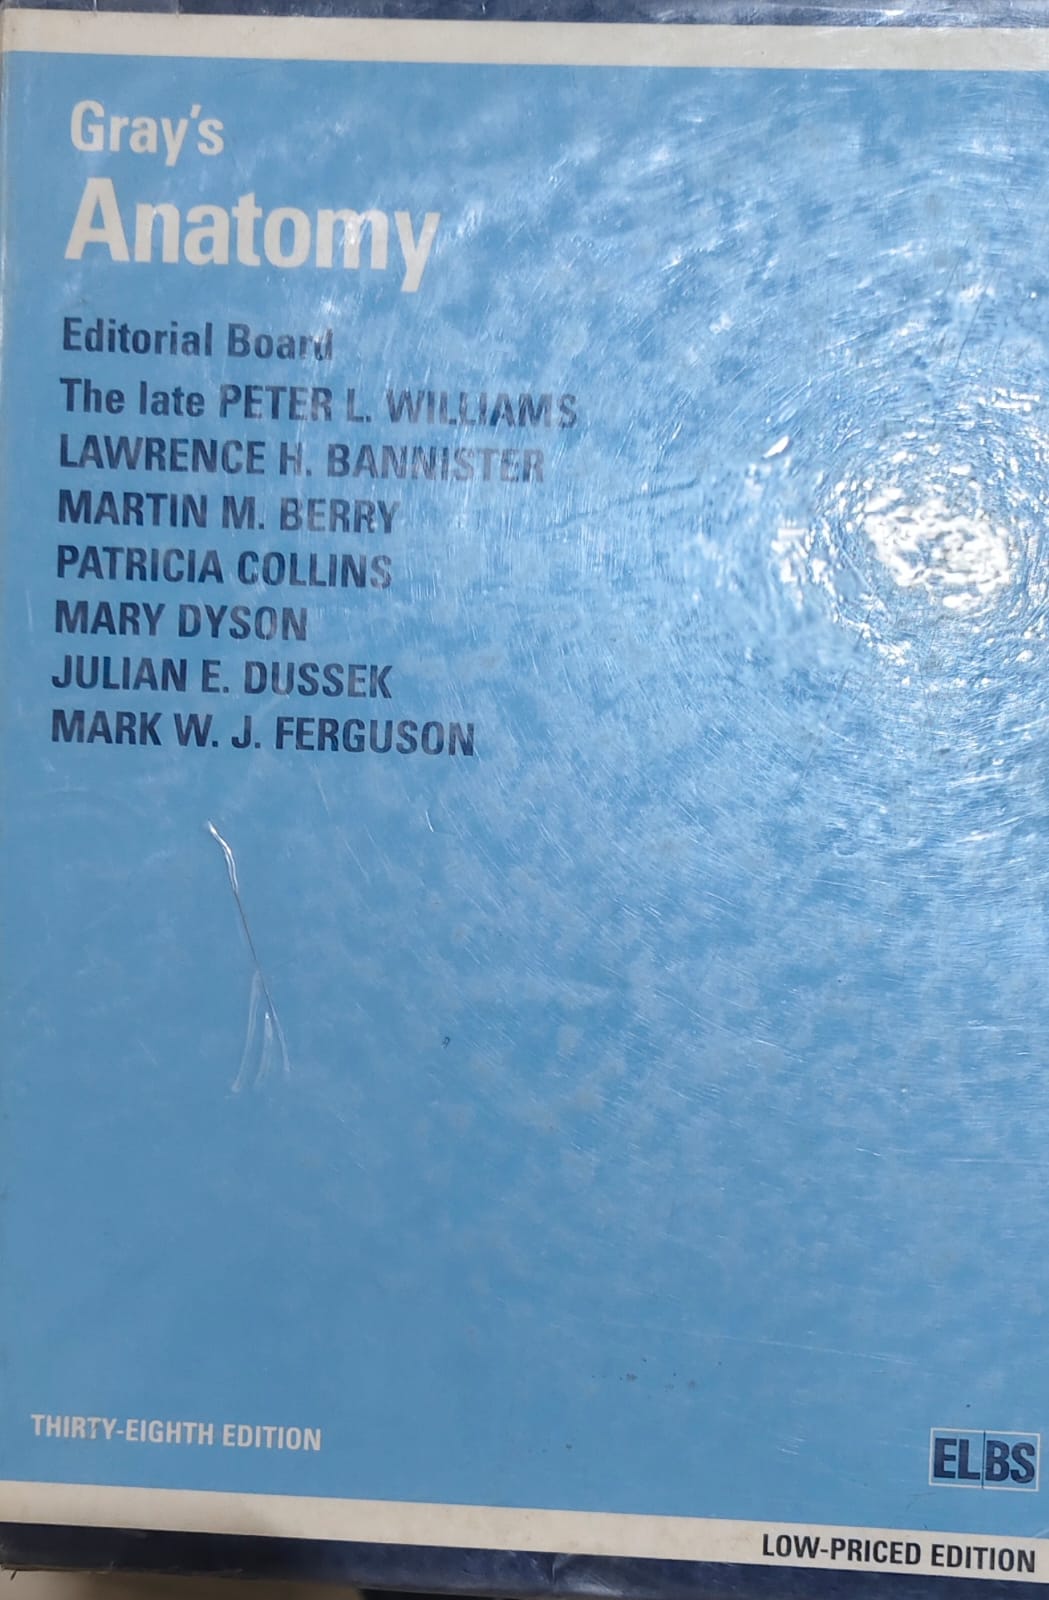 Gray's
Anatomy
Editorial Board
The late PETER L. WILLIAMS
LAWRENCE H. BANNISTER
MARTIN M. BERRY
PATRICIA COLLINS
MARY DYSON
JULIAN E. DUSSEK
MARK W. J. FERGUSON
THIRTY-EIGHTH EDITION
ELBS
LOW-PRICED EDITION